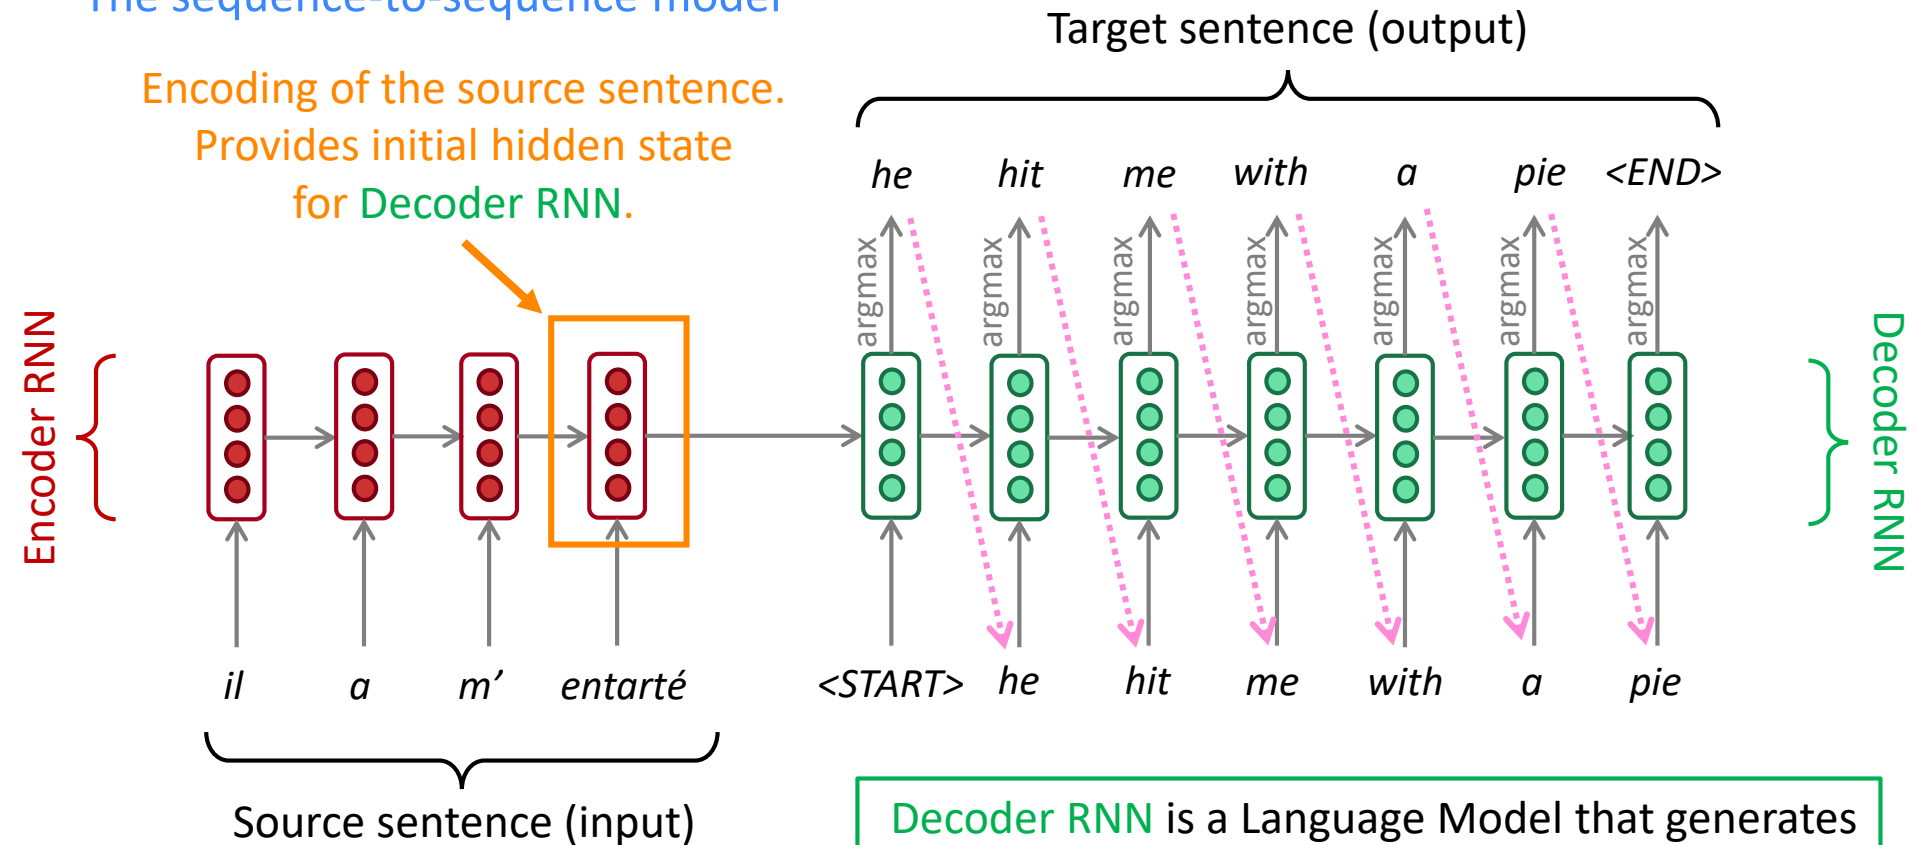 The sequence-to-sequence model
Target sentence (output)
Encoding of the source sentence.
Provides initial hidden state
for Decoder RNN.
he hit me with a pie <END>
argmax argmax argmax argmax argmax argmax argmax
Encoder RNN
Decoder RNN
il a m’ entarté <START> he hit me with a pie
Source sentence (input)
Decoder RNN is a Language Model that generates